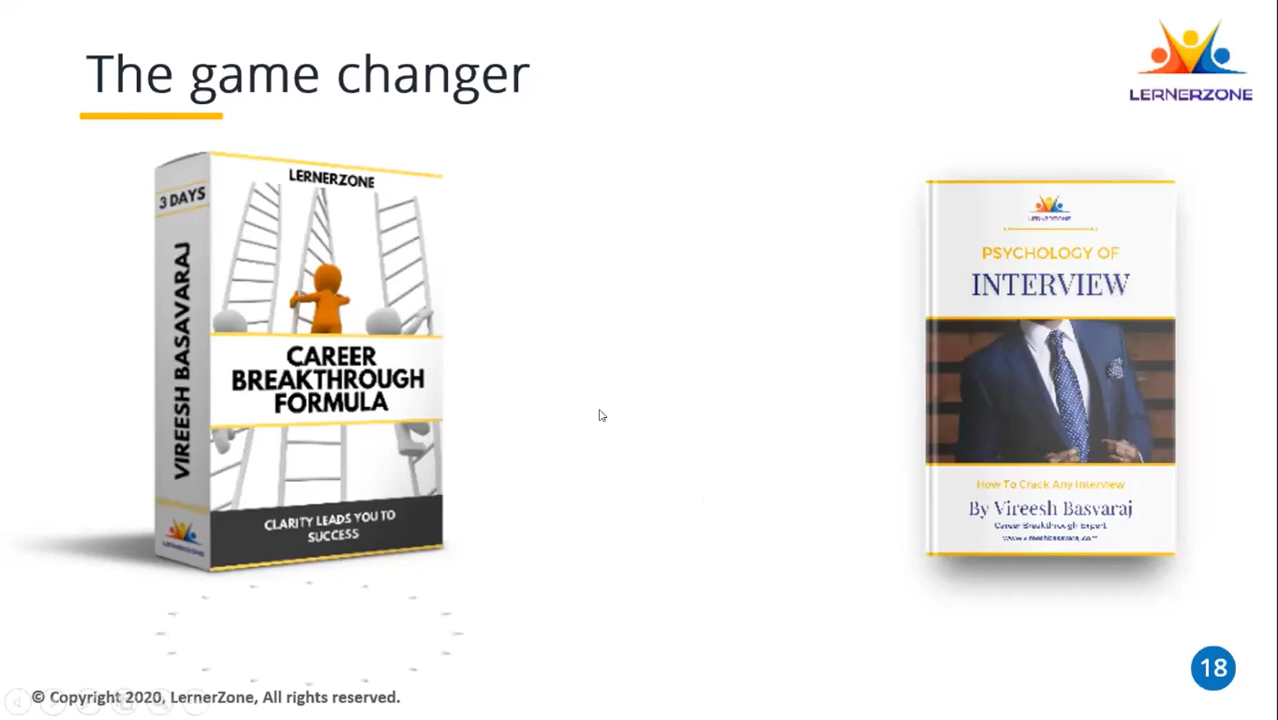 The game changer
LERNERZONE
LERNERZONE
3 DAYS
VIREESH BASAVARAJ
CAREER
BREAKTHROUGH
FORMULA
CLARITY LEADS YOU TO
SUCCESS
LERNERZONE
LERNERZONE
PSYCHOLOGY OF
INTERVIEW
How To Crack Any Interview
By Vireesh Basvaraj
Career Breakthrough Expert
18
© Copyright 2020, LernerZone, All rights reserved.